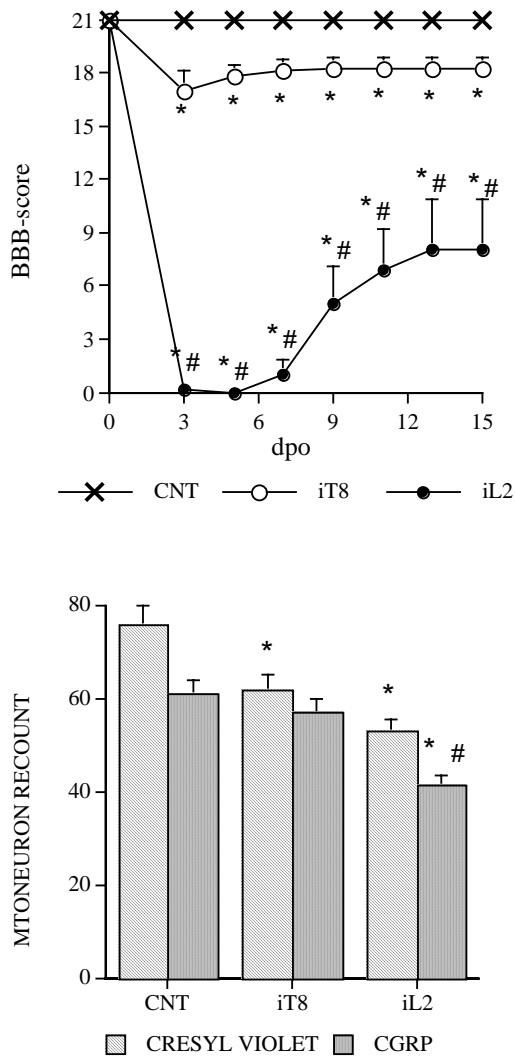 21
18
15
12
9
6
3
0
BBB-score
* * * * * * *
* # * # * # * # * # * # * #
0 3 6 9 12 15
dpo
CNT iT8 iL2
80
60
40
20
0
MTONEURON RECOUNT
* * * #
CNT iT8 iL2
CRESYL VIOLET CGRP